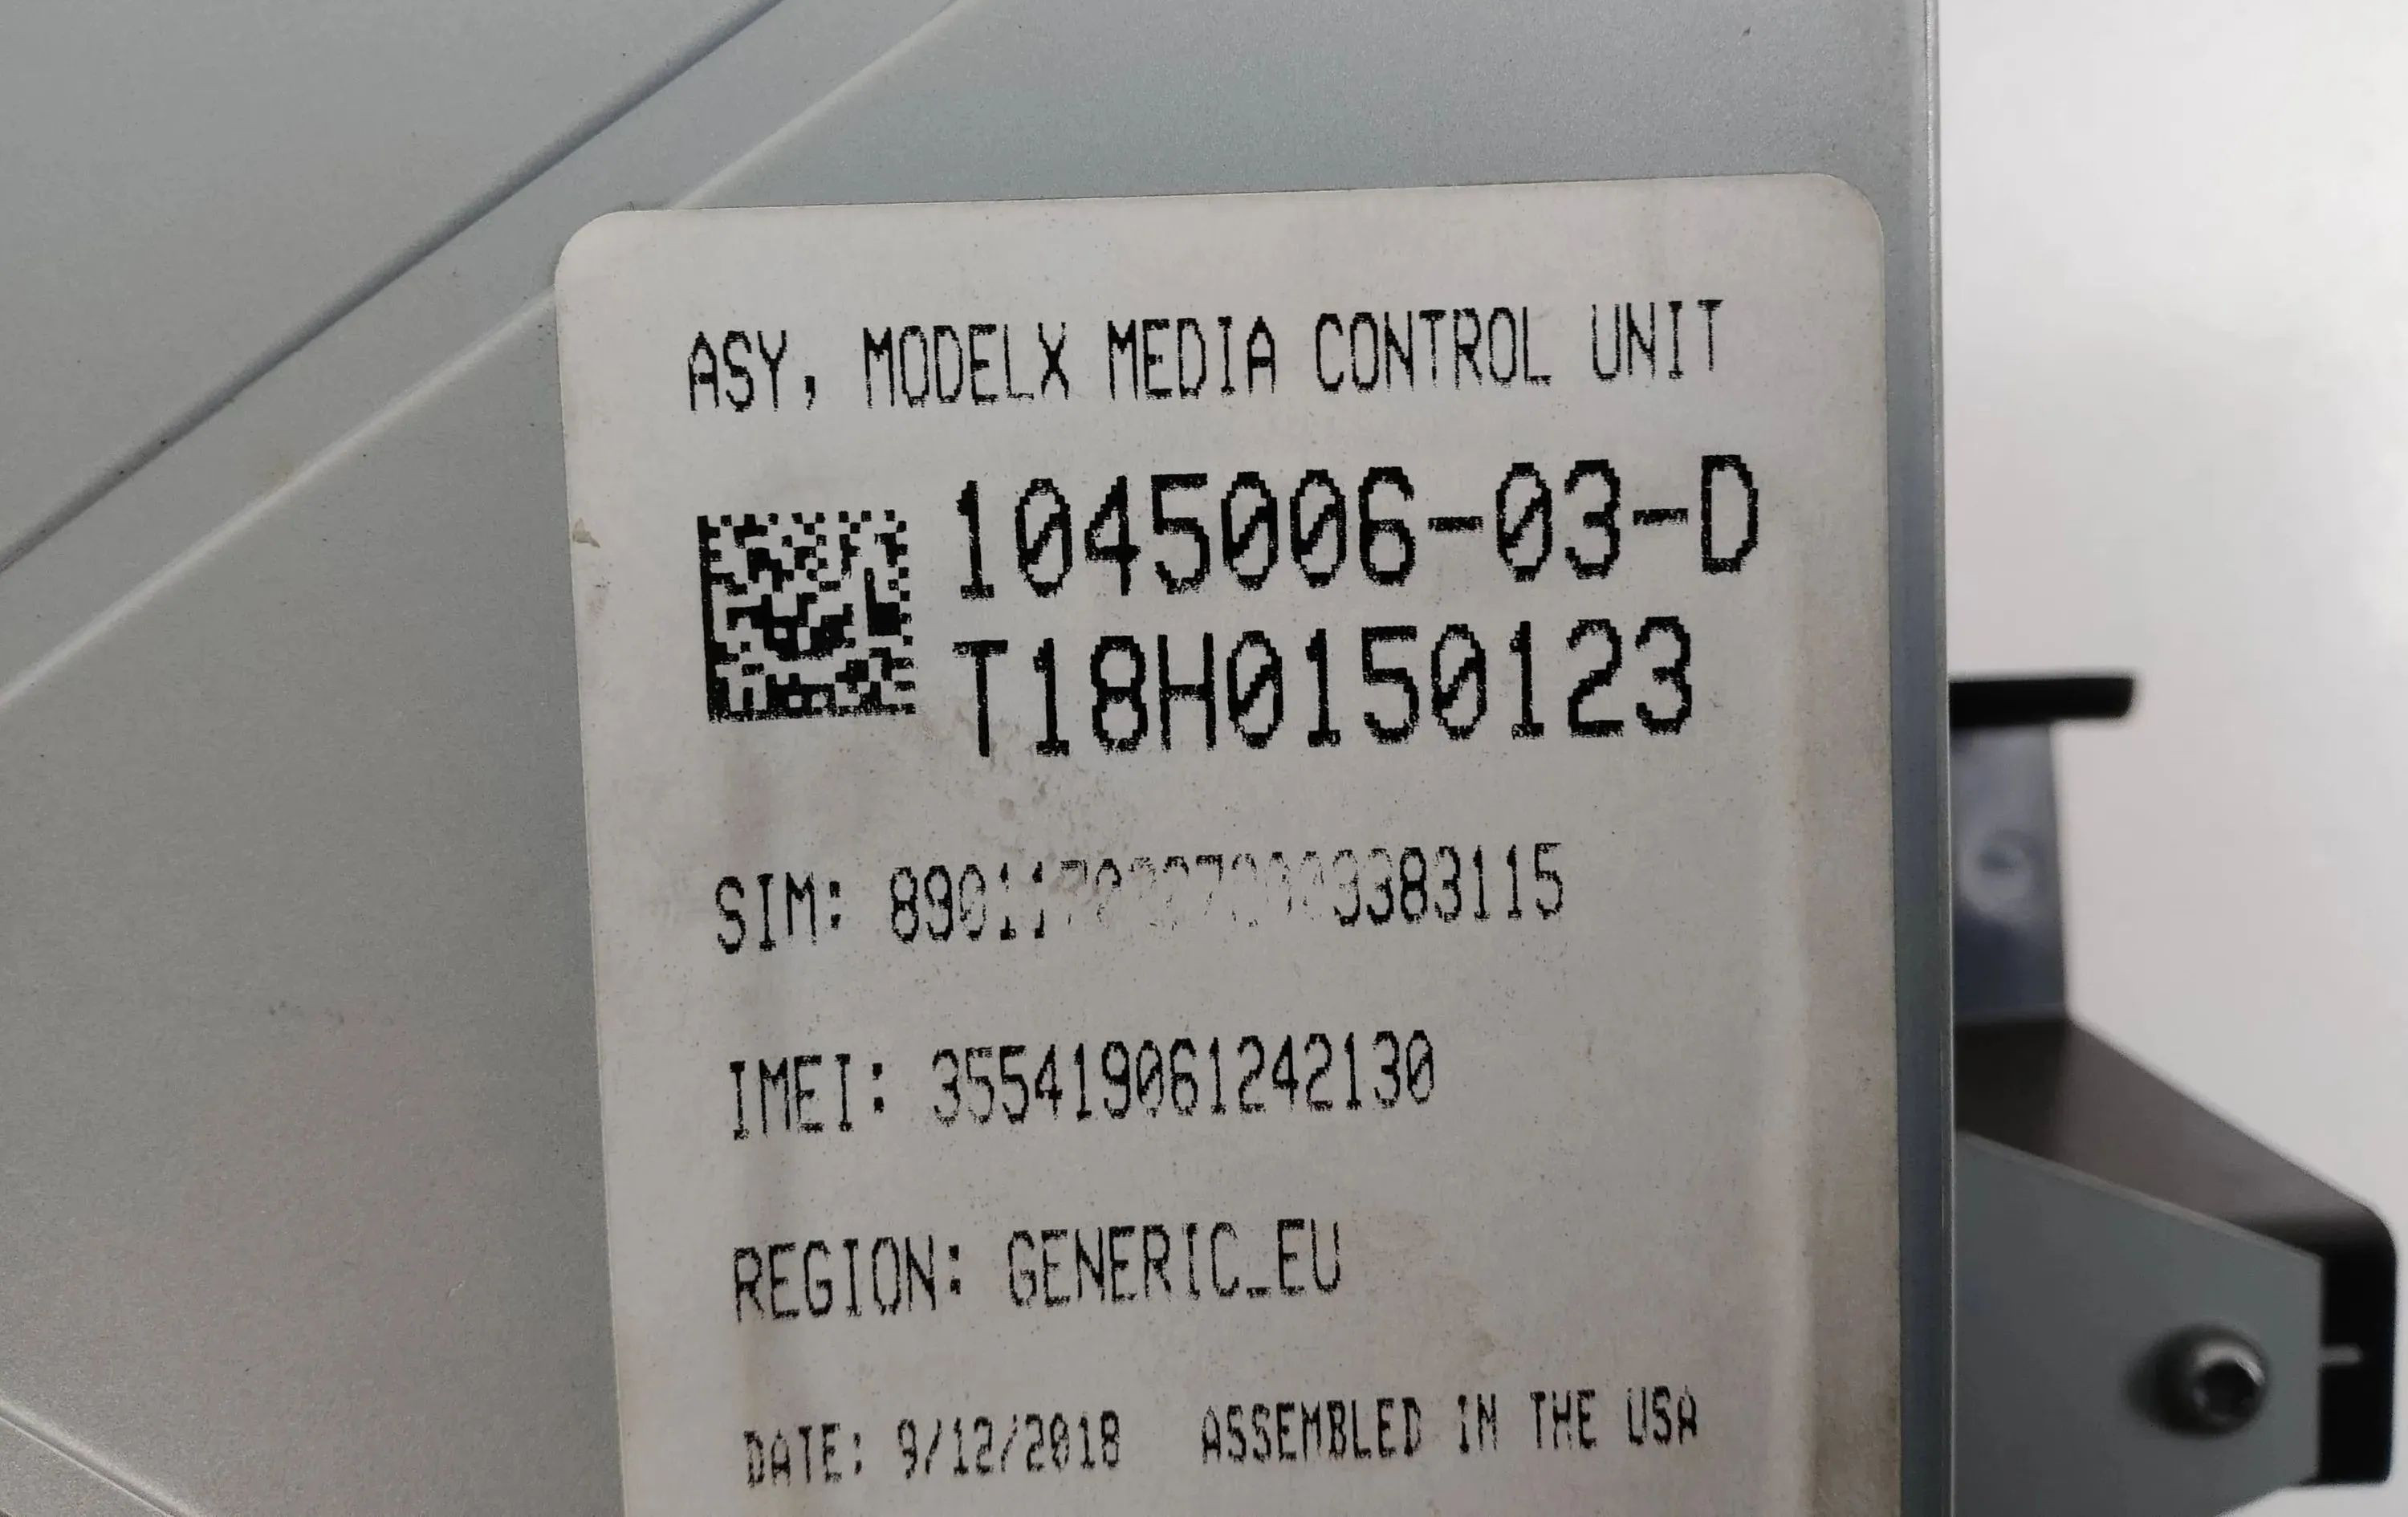 ASY, MODELX MEDIA CONTROL UNIT
1045006-03-D
T18H0150123
SIM:
IMEI: 355419061242130
REGION: GENERIC_EU
DATE: 9/12/2018 ASSEMBLED IN THE USA